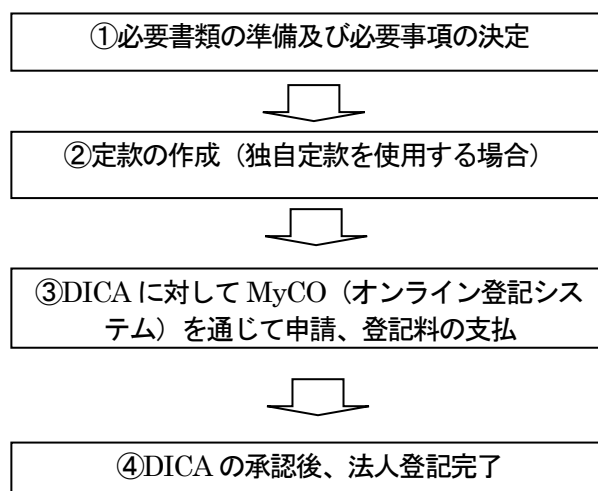 ①必要書類の準備及び必要事項の決定
②定款の作成（独自定款を使用する場合）
③DICA に対して MyCO（オンライン登記シス
テム）を通じて申請、登記料の支払
④DICA の承認後、法人登記完了